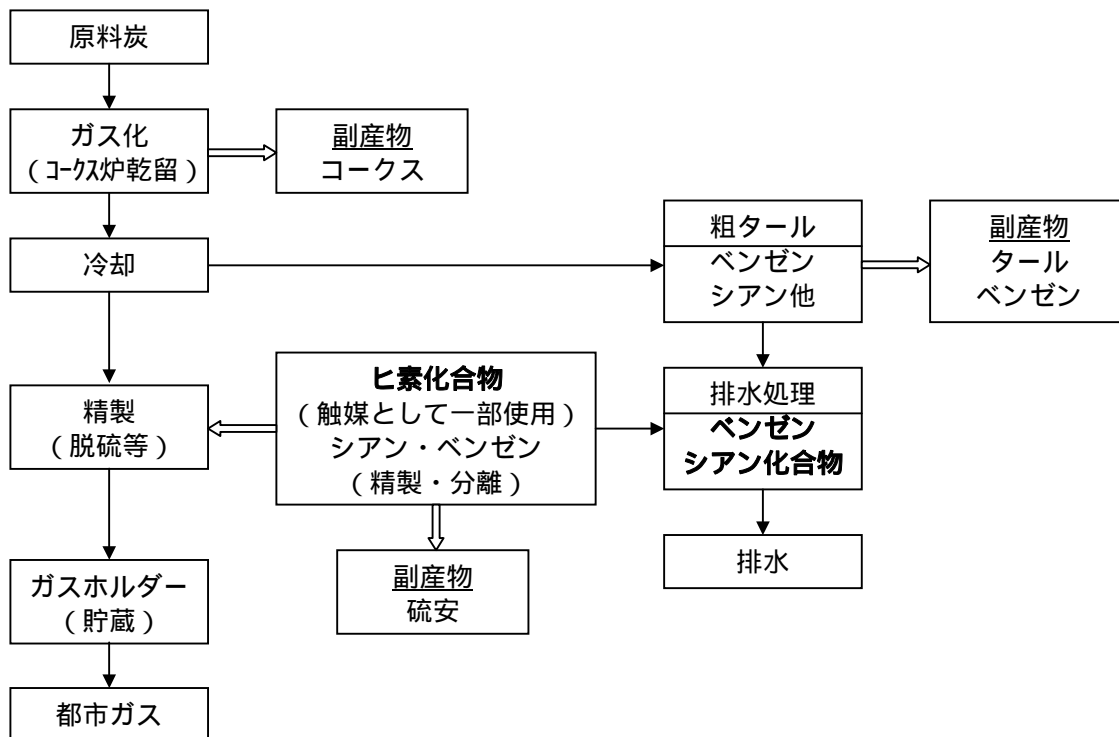 原料炭
ガス化
（コークス炉乾留）
副産物
コークス
冷却
粗タール
ベンゼン
シアン他
副産物
タール
ベンゼン
精製
（脱硫等）
ヒ素化合物
（触媒として一部使用）
シアン・ベンゼン
（精製・分離）
排水処理
ベンゼン
シアン化合物
副産物
硫安
排水
ガスホルダー
（貯蔵）
都市ガス